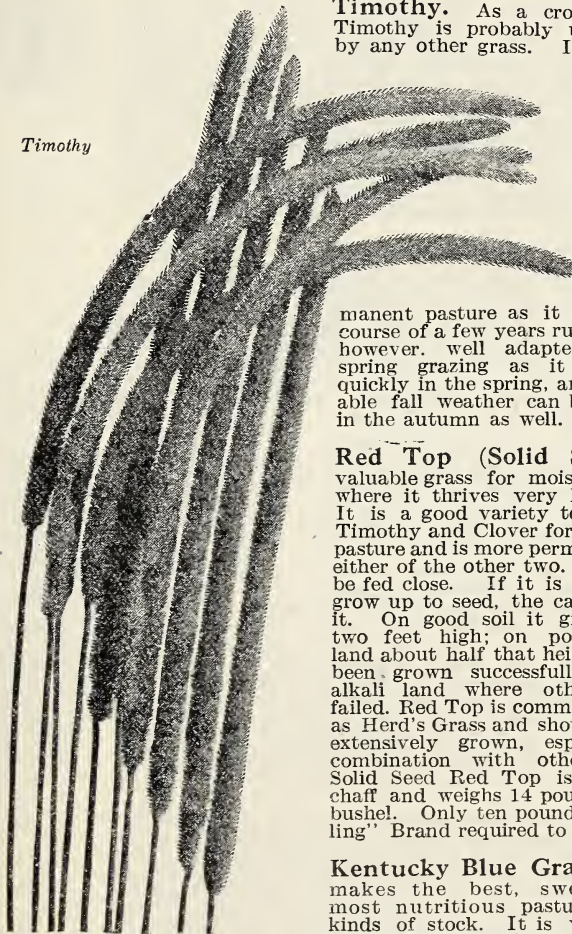 Timothy. As a cro
Timothy is probably
by any other grass. I
Timothy
manent pasture as it
course of a few years ru
however. well adapte
spring grazing as it
quickly in the spring, a
able fall weather can
in the autumn as well.
Red Top (Solid
valuable grass for mois
where it thrives very
It is a good variety to
Timothy and Clover for
pasture and is more perm
either of the other two.
be fed close. If it is
grow up to seed, the ca
it. On good soil it g
two feet high; on po
land about half that hei
been grown successfull
alkali land where oth
failed. Red Top is comm
as Herd's Grass and sho
extensively grown, esp
combination with othe
Solid Seed Red Top is
chaff and weighs 14 pou
bushel. Only ten pound
ling" Brand required to
Kentucky Blue Gra
makes the best, swe
most nutritious pastu
kinds of stock. It is